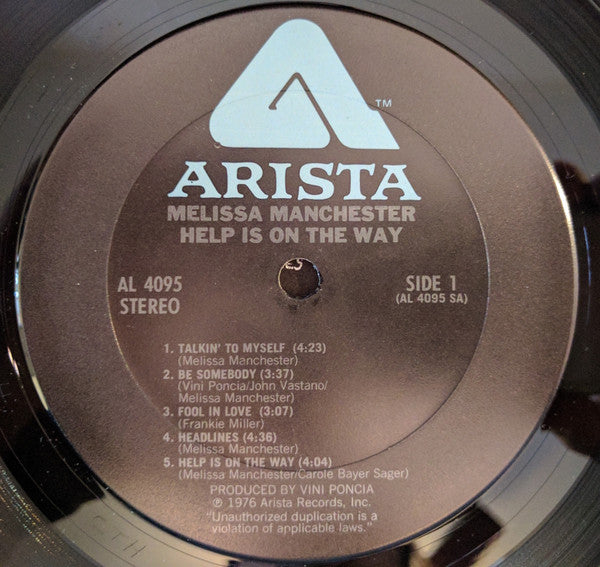 ™
ARISTA
MELISSA MANCHESTER
HELP IS ON THE WAY
AL 4095
STEREO
SIDE 1
(AL 4095 SA)
1. TALKIN' TO MYSELF (4:23)
(Melissa Manchester)
2. BE SOMEBODY (3:37)
(Vini Poncia/John Vastano/
Melissa Manchester)
3. FOOL IN LOVE (3:07)
(Frankie Miller)
4. HEADLINES (4:36)
(Melissa Manchester)
5. HELP IS ON THE WAY (4:04)
(Melissa Manchester/Carole Bayer Sager)
PRODUCED BY VINI PONCIA
℗ 1976 Arista Records, Inc.
"Unauthorized duplication is a
violation of applicable laws."